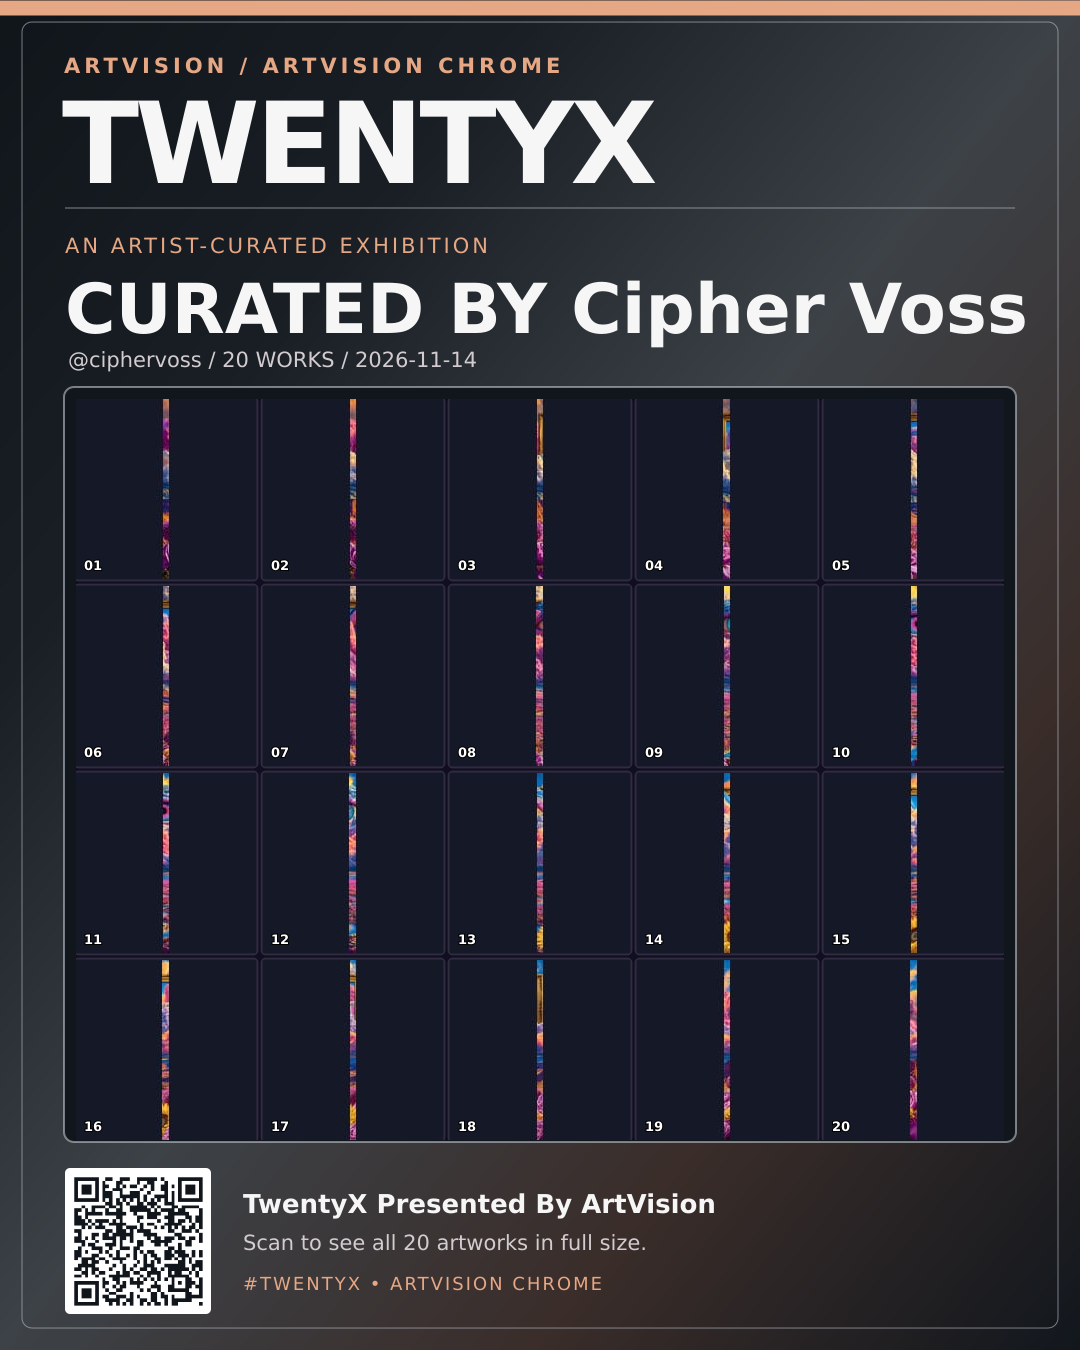 ARTVISION / ARTVISION CHROME
TWENTYX
AN ARTIST-CURATED EXHIBITION
CURATED BY Cipher Voss
@ciphervoss / 20 WORKS / 2026-11-14
01 02 03 04 05
06 07 08 09 10
11 12 13 14 15
16 17 18 19 20
TwentyX Presented By ArtVision
Scan to see all 20 artworks in full size.
#TWENTYX • ARTVISION CHROME